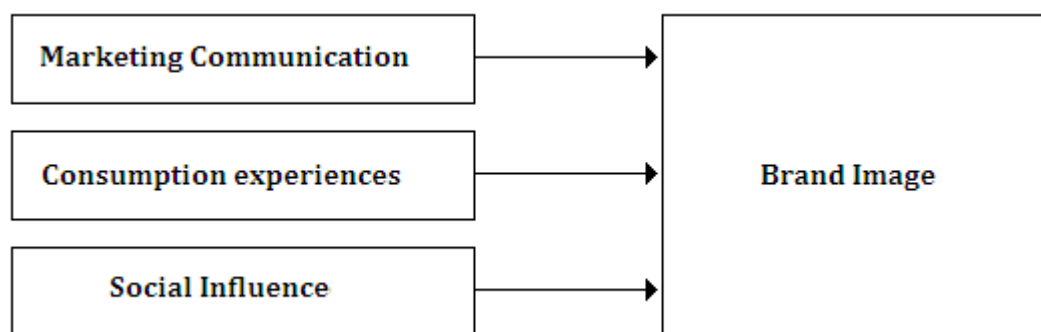 Marketing Communication
Consumption experiences
Brand Image
Social Influence